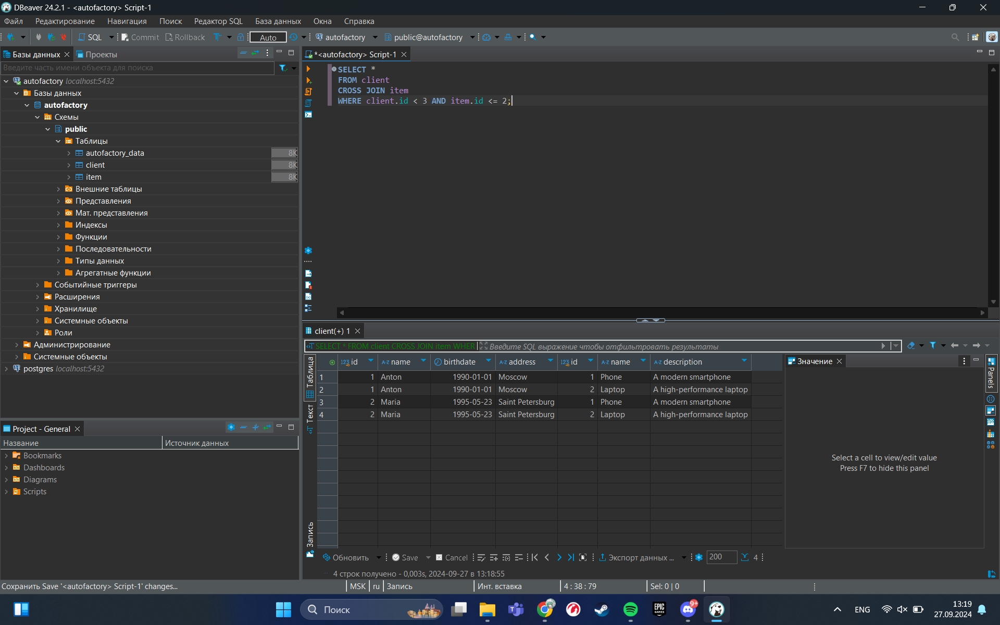 DBeaver 24.2.1 - <autofactory> Script-1
Файл Редактирование Навигация Поиск Редактор SQL База данных Окна Справка
SQL Commit Rollback Auto autofactory public@autofactory
Базы данных Проекты
Введите часть имени объекта для поиска
autofactory localhost:5432
Базы данных
autofactory
Схемы
public
Таблицы
autofactory_data 8K
client 8K
item 8K
Внешние таблицы
Представления
Мат. представления
Индексы
Функции
Последовательности
Типы данных
Агрегатные функции
Событийные триггеры
Расширения
Хранилище
Системные объекты
Роли
Администрирование
Системные объекты
postgres localhost:5432
Project - General
Название Источник данных
Bookmarks
Dashboards
Diagrams
Scripts
*<autofactory> Script-1
SELECT *
FROM client
CROSS JOIN item
WHERE client.id < 3 AND item.id <= 2;
client(+) 1
SELECT * FROM client CROSS JOIN item WHER Введите SQL выражение чтобы отфильтровать результаты
Таблица
Текст
Запись
123 id A-Z name birthdate A-Z address 123 id A-Z name A-Z description
1 1 Anton 1990-01-01 Moscow 1 Phone A modern smartphone
2 1 Anton 1990-01-01 Moscow 2 Laptop A high-performance laptop
3 2 Maria 1995-05-23 Saint Petersburg 1 Phone A modern smartphone
4 2 Maria 1995-05-23 Saint Petersburg 2 Laptop A high-performance laptop
Значение
Panels
Select a cell to view/edit value
Press F7 to hide this panel
Обновить Save Cancel Экспорт данных ... 200 4
4 строк получено - 0,003s, 2024-09-27 в 13:18:55
Сохранить Save '<autofactory> Script-1' changes... MSK ru Запись Инт. вставка 4 : 38 : 79 Sel: 0 | 0
Поиск
EPIC GAMES
9+
ENG
13:19
27.09.2024